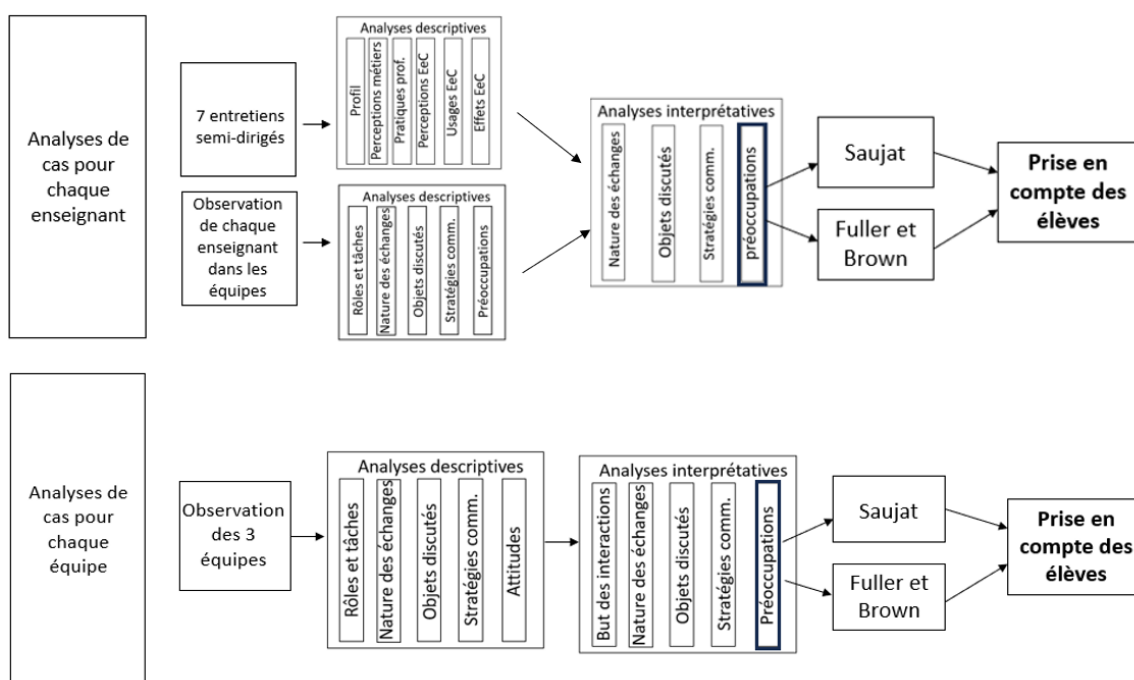 Analyses de
cas pour
chaque
enseignant
7 entretiens
semi-dirigés
Observation
de chaque
enseignant
dans les
équipes
Analyses descriptives
Profil
Perceptions métiers
Pratiques prof.
Perceptions EeC
Usages EeC
Effets EeC
Analyses descriptives
Rôles et tâches
Nature des échanges
Objets discutés
Stratégies comm.
Préoccupations
Analyses interprétatives
Nature des échanges
Objets discutés
Stratégies comm.
préoccupations
Saujat
Fuller et
Brown
Prise en
compte des
élèves
Analyses de
cas pour
chaque
équipe
Observation
des 3
équipes
Analyses descriptives
Rôles et tâches
Nature des échanges
Objets discutés
Stratégies comm.
Attitudes
Analyses interprétatives
But des interactions
Nature des échanges
Objets discutés
Stratégies comm.
Préoccupations
Saujat
Fuller et
Brown
Prise en
compte des
élèves